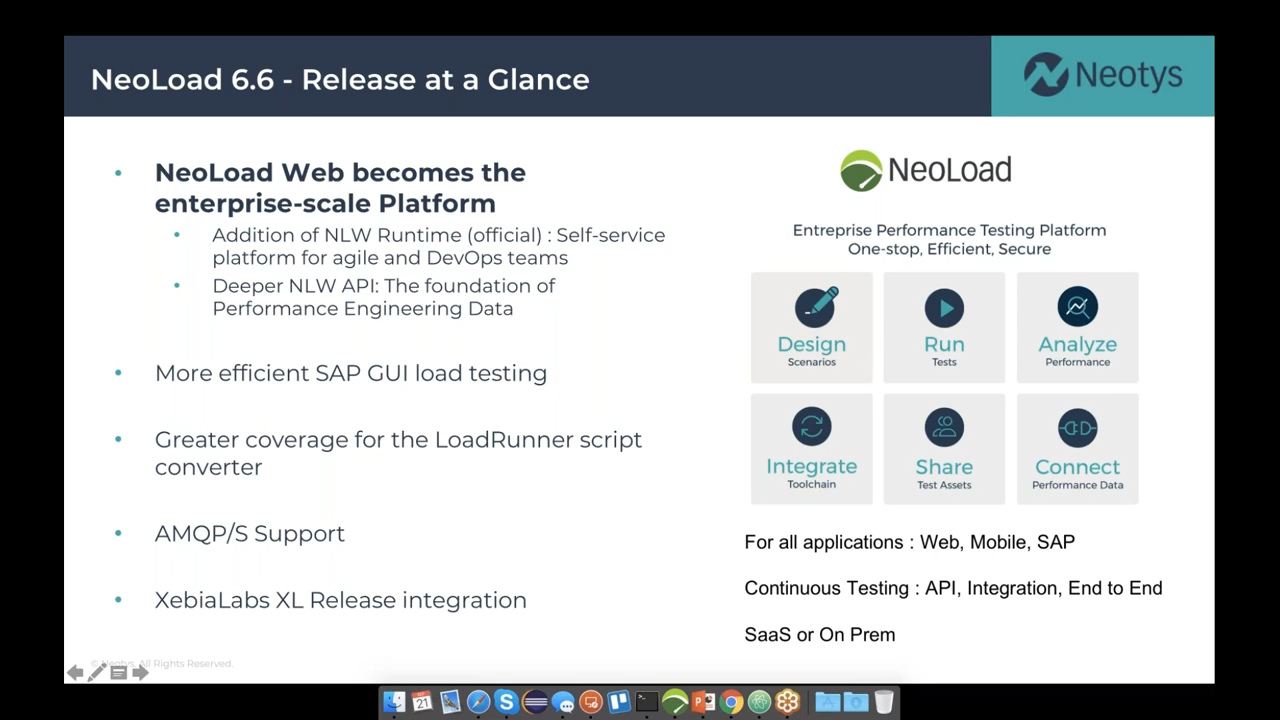 NeoLoad 6.6 - Release at a Glance
Neotys
NeoLoad Web becomes the
enterprise-scale Platform
Addition of NLW Runtime (official) : Self-service
platform for agile and DevOps teams
Deeper NLW API: The foundation of
Performance Engineering Data
More efficient SAP GUI load testing
Greater coverage for the LoadRunner script
converter
AMQP/S Support
XebiaLabs XL Release integration
© Neotys. All Rights Reserved.
NeoLoad
Entreprise Performance Testing Platform
One-stop, Efficient, Secure
Design
Scenarios
Run
Tests
Analyze
Performance
Integrate
Toolchain
Share
Test Assets
Connect
Performance Data
For all applications : Web, Mobile, SAP
Continuous Testing : API, Integration, End to End
SaaS or On Prem
21